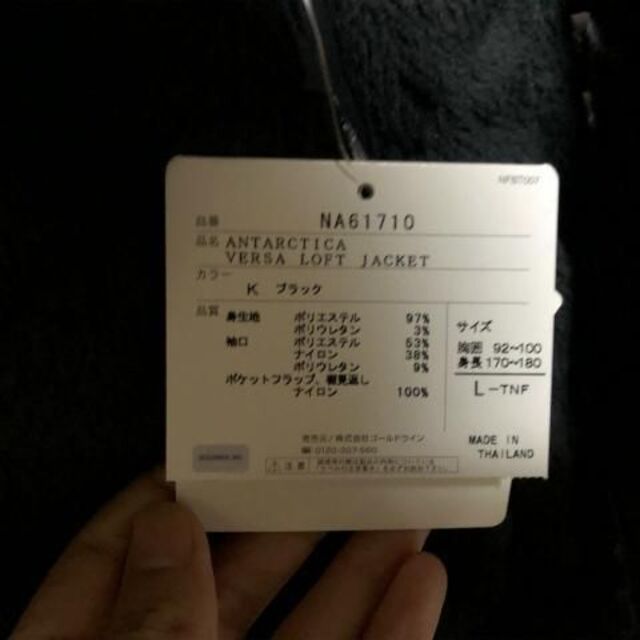 NFST007
品番 NA61710
品名 ANTARCTICA
VERSA LOFT JACKET
カラー
K ブラック
品質
身生地 ポリエステル 97%
ポリウレタン 3%
袖口 ポリエステル 53%
ナイロン 38%
ポリウレタン 9%
ポケットフラップ、裾見返し
ナイロン 100%
サイズ
胸囲 92~100
身長 170~180
L-TNF
発売元/株式会社ゴールドウイン
MADE IN
THAILAND
ご注意